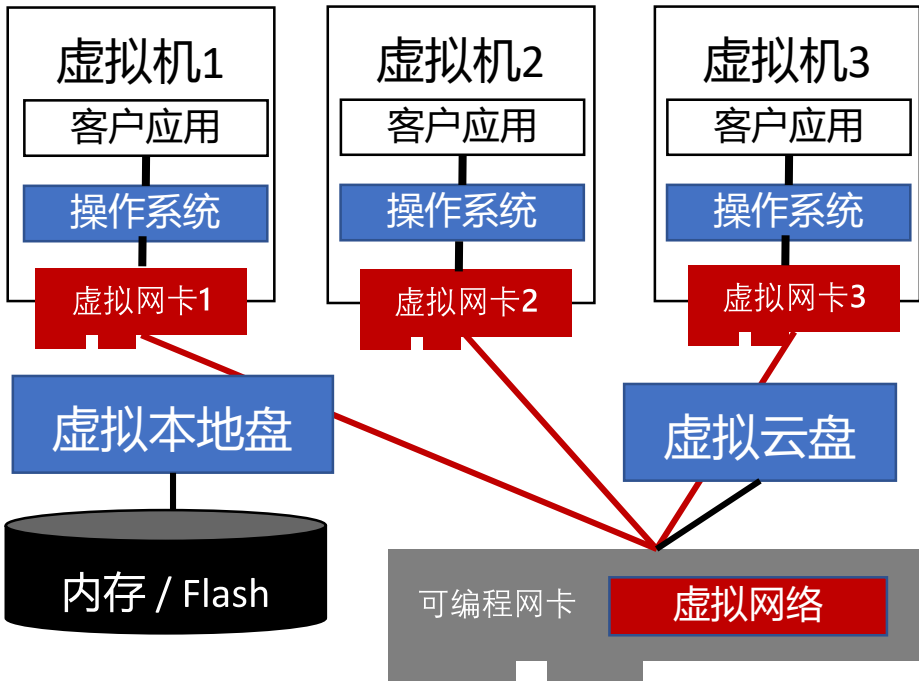 虚拟机1
虚拟机2
虚拟机3
客户应用
客户应用
客户应用
操作系统
操作系统
操作系统
虚拟网卡1
虚拟网卡2
虚拟网卡3
虚拟本地盘
虚拟云盘
内存 / Flash
可编程网卡
虚拟网络